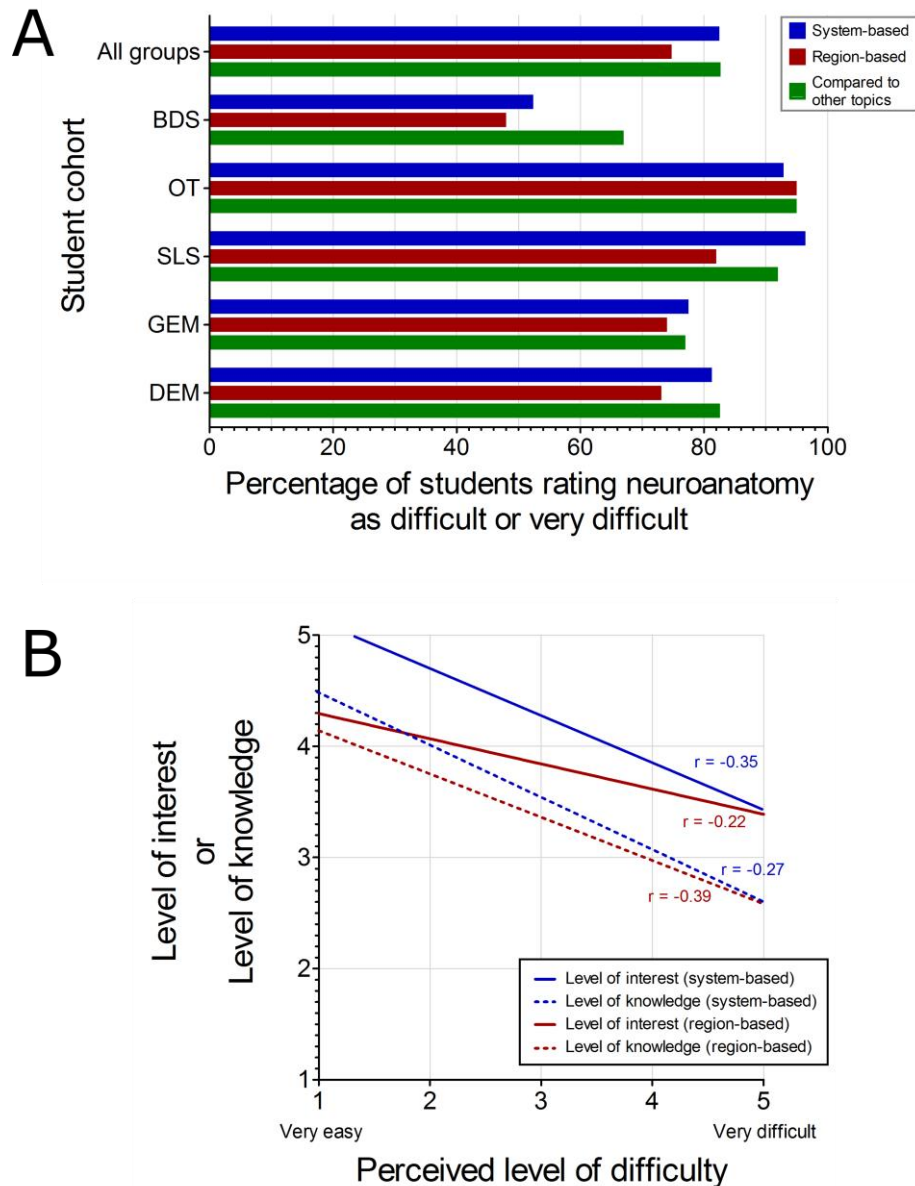 A
System-based
Region-based
Compared to
other topics
Student cohort
All groups
BDS
OT
SLS
GEM
DEM
0 20 40 60 80 100
Percentage of students rating neuroanatomy
as difficult or very difficult
B
Level of interest
or
Level of knowledge
5
4
3
2
1
r = -0.35
r = -0.22
r = -0.27
r = -0.39
Level of interest (system-based)
Level of knowledge (system-based)
Level of interest (region-based)
Level of knowledge (region-based)
1 2 3 4 5
Very easy Very difficult
Perceived level of difficulty